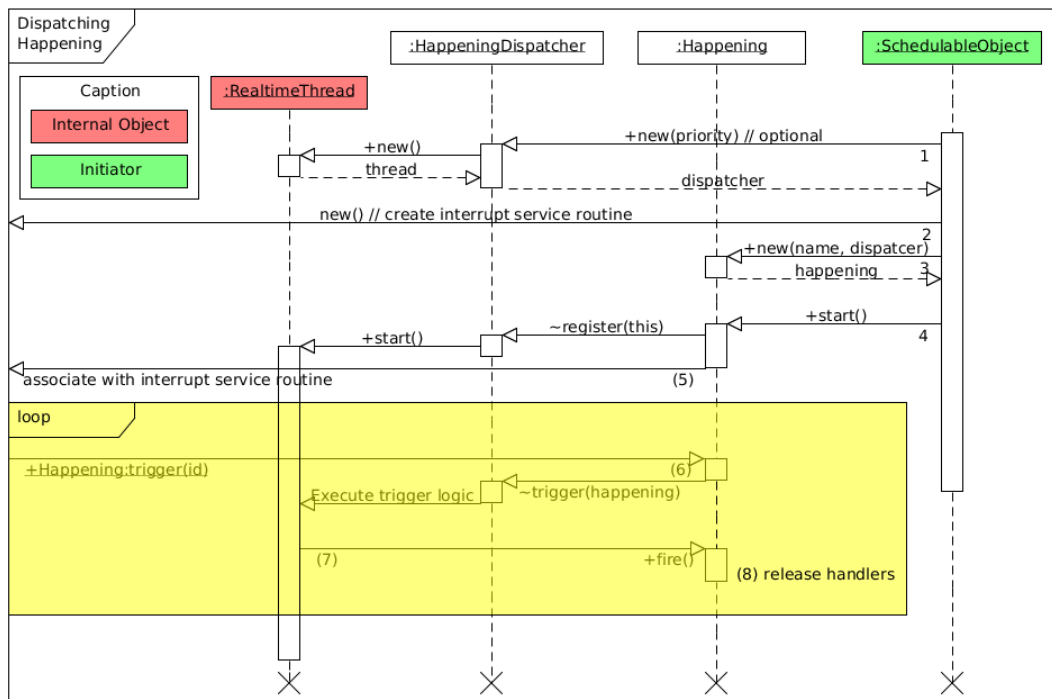 Dispatching
Happening
:HappeningDispatcher
:Happening
:SchedulableObject
Caption
:RealtimeThread
Internal Object
Initiator
+new(priority) // optional
1
+new()
thread
dispatcher
new() // create interrupt service routine
2
+new(name, dispatcer)
3
happening
+start()
~register(this)
+start()
4
associate with interrupt service routine
(5)
loop
+Happening:trigger(id)
(6)
Execute trigger logic
~trigger(happening)
(7)
+fire()
(8) release handlers